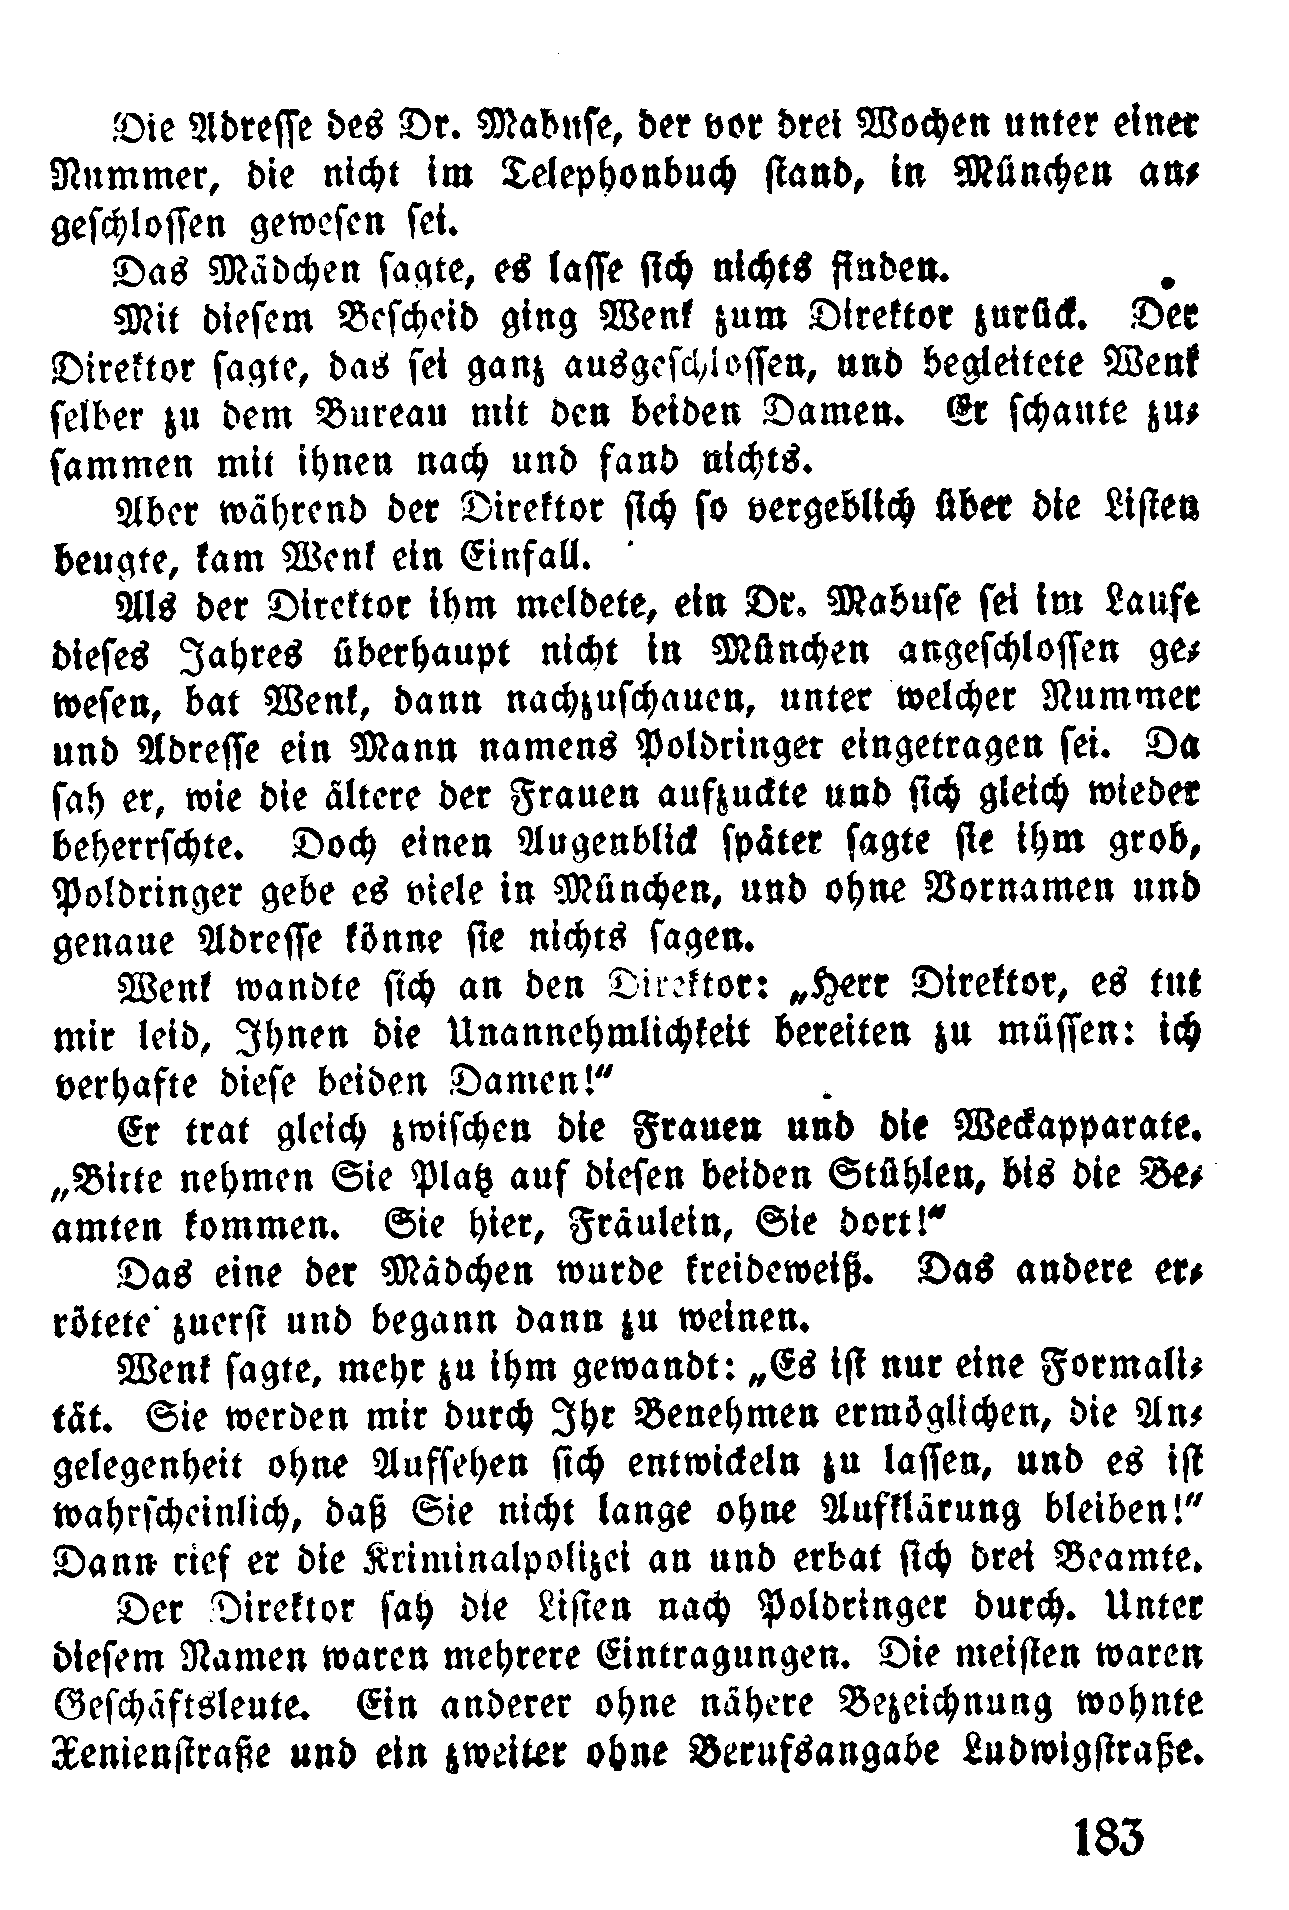 Die Adresse des Dr. Mabuse, der vor drei Wochen unter einer
Nummer, die nicht im Telephonbuch stand, in München an-
geschlossen gewesen sei.
Das Mädchen sagte, es lasse sich nichts finden.
Mit diesem Bescheid ging Wenk zum Direktor zurück. Der
Direktor sagte, das sei ganz ausgeschlossen, und begleitete Wenk
selber zu dem Bureau mit den beiden Damen. Er schaute zu-
sammen mit ihnen nach und fand nichts.
Aber während der Direktor sich so vergeblich über die Listen
beugte, kam Wenk ein Einfall.
Als der Direktor ihm meldete, ein Dr. Mabuse sei im Laufe
dieses Jahres überhaupt nicht in München angeschlossen ge-
wesen, bat Wenk, dann nachzuschauen, unter welcher Nummer
und Adresse ein Mann namens Poldringer eingetragen sei. Da
sah er, wie die ältere der Frauen aufzuckte und sich gleich wieder
beherrschte. Doch einen Augenblick später sagte sie ihm grob,
Poldringer gebe es viele in München, und ohne Vornamen und
genaue Adresse könne sie nichts sagen.
Wenk wandte sich an den Direktor: „Herr Direktor, es tut
mir leid, Ihnen die Unannehmlichkeit bereiten zu müssen: ich
verhafte diese beiden Damen!“
Er trat gleich zwischen die Frauen und die Weckapparate.
„Bitte nehmen Sie Platz auf diesen beiden Stühlen, bis die Be-
amten kommen. Sie hier, Fräulein, Sie dort!“
Das eine der Mädchen wurde kreideweiß. Das andere er-
rötete zuerst und begann dann zu weinen.
Wenk sagte, mehr zu ihm gewandt: „Es ist nur eine Formali-
tät. Sie werden mir durch Ihr Benehmen ermöglichen, die An-
gelegenheit ohne Aufsehen sich entwickeln zu lassen, und es ist
wahrscheinlich, daß Sie nicht lange ohne Aufklärung bleiben!“
Dann rief er die Kriminalpolizei an und erbat sich drei Beamte.
Der Direktor sah die Listen nach Poldringer durch. Unter
diesem Namen waren mehrere Eintragungen. Die meisten waren
Geschäftsleute. Ein anderer ohne nähere Bezeichnung wohnte
Xenienstraße und ein zweiter ohne Berufsangabe Ludwigstraße.
183